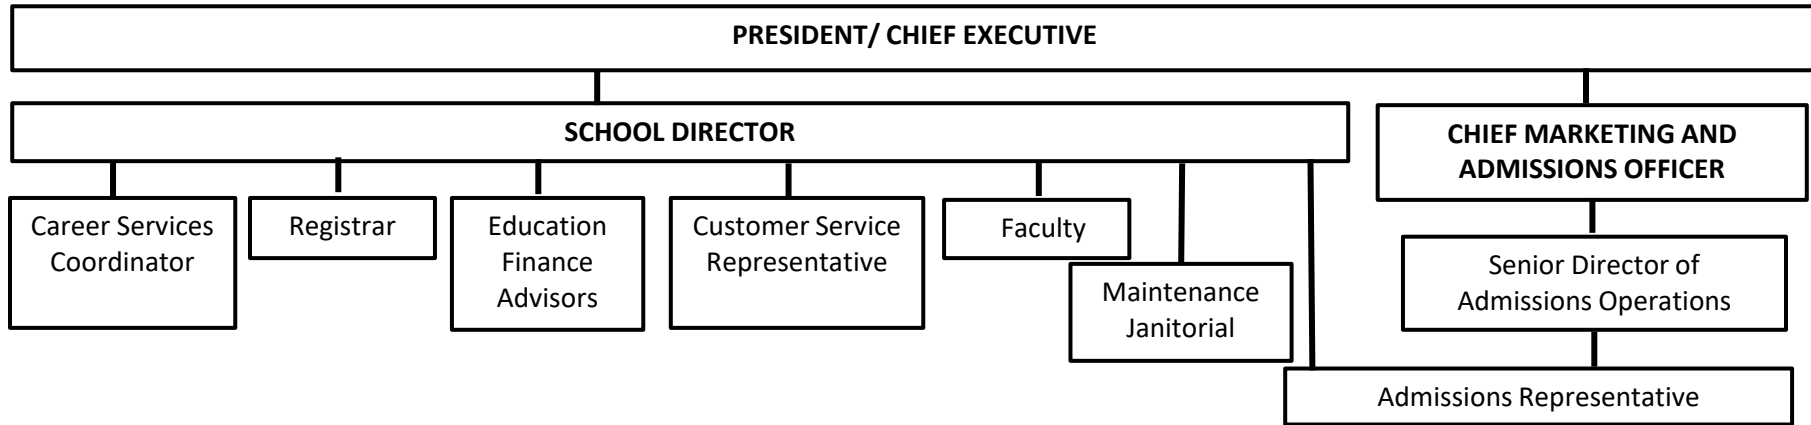 PRESIDENT/ CHIEF EXECUTIVE
SCHOOL DIRECTOR
CHIEF MARKETING AND
ADMISSIONS OFFICER
Career Services
Coordinator
Registrar
Education
Finance
Advisors
Customer Service
Representative
Faculty
Maintenance
Janitorial
Senior Director of
Admissions Operations
Admissions Representative